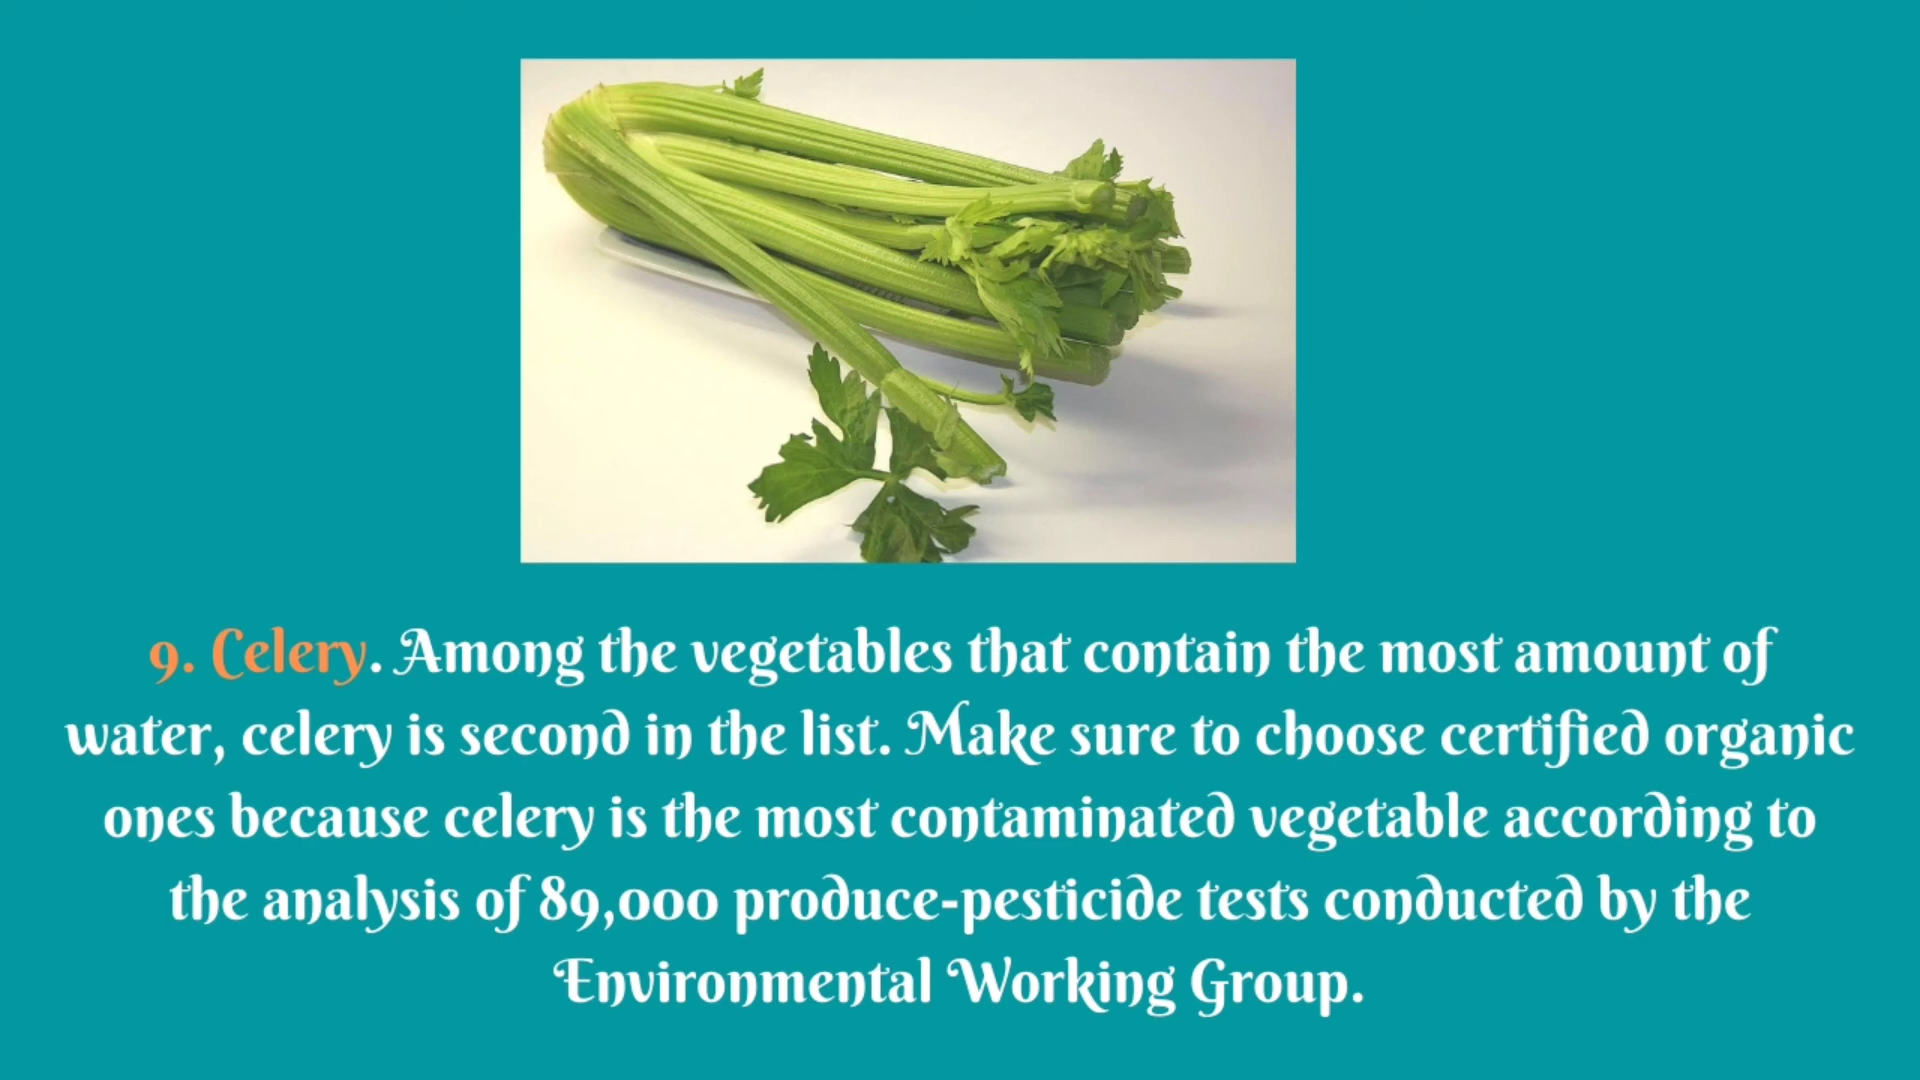 9. Celery. Among the vegetables that contain the most amount of
water, celery is second in the list. Make sure to choose certified organic
ones because celery is the most contaminated vegetable according to
the analysis of 89,000 produce-pesticide tests conducted by the
Environmental Working Group.